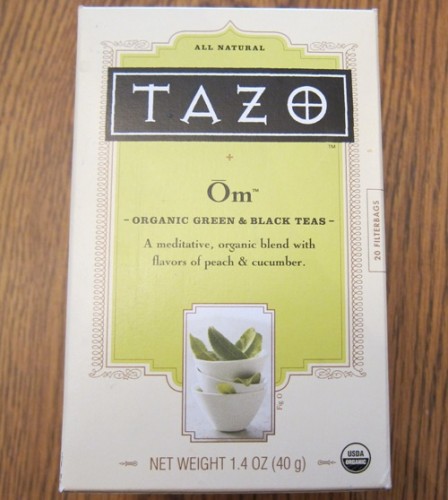 ALL NATURAL
TAZO
™
Ōm™
-ORGANIC GREEN & BLACK TEAS-
A meditative, organic blend with
flavors of peach & cucumber.
20 FILTERBAGS
Fig. O
USDA
ORGANIC
NET WEIGHT 1.4 OZ (40 g)